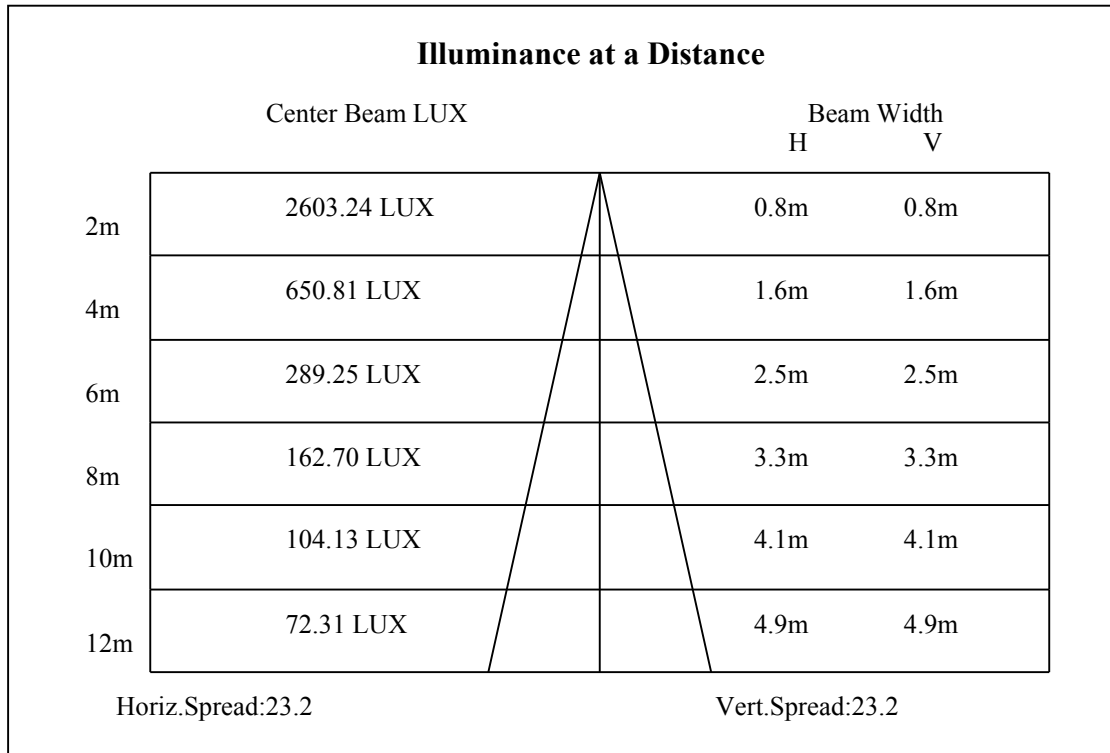 Illuminance at a Distance
Center Beam LUX Beam Width
H V
2m 2603.24 LUX 0.8m 0.8m
4m 650.81 LUX 1.6m 1.6m
6m 289.25 LUX 2.5m 2.5m
8m 162.70 LUX 3.3m 3.3m
10m 104.13 LUX 4.1m 4.1m
12m 72.31 LUX 4.9m 4.9m
Horiz.Spread:23.2 Vert.Spread:23.2